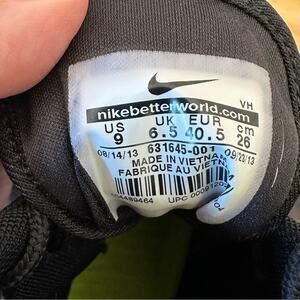 VH
nikebetterworld.com
US UK EUR cm
9 6.5 40.5 26
08/14/13 631645-001 09/23/13
MADE IN VIETNAM
FABRIQUE AU VIETNAM